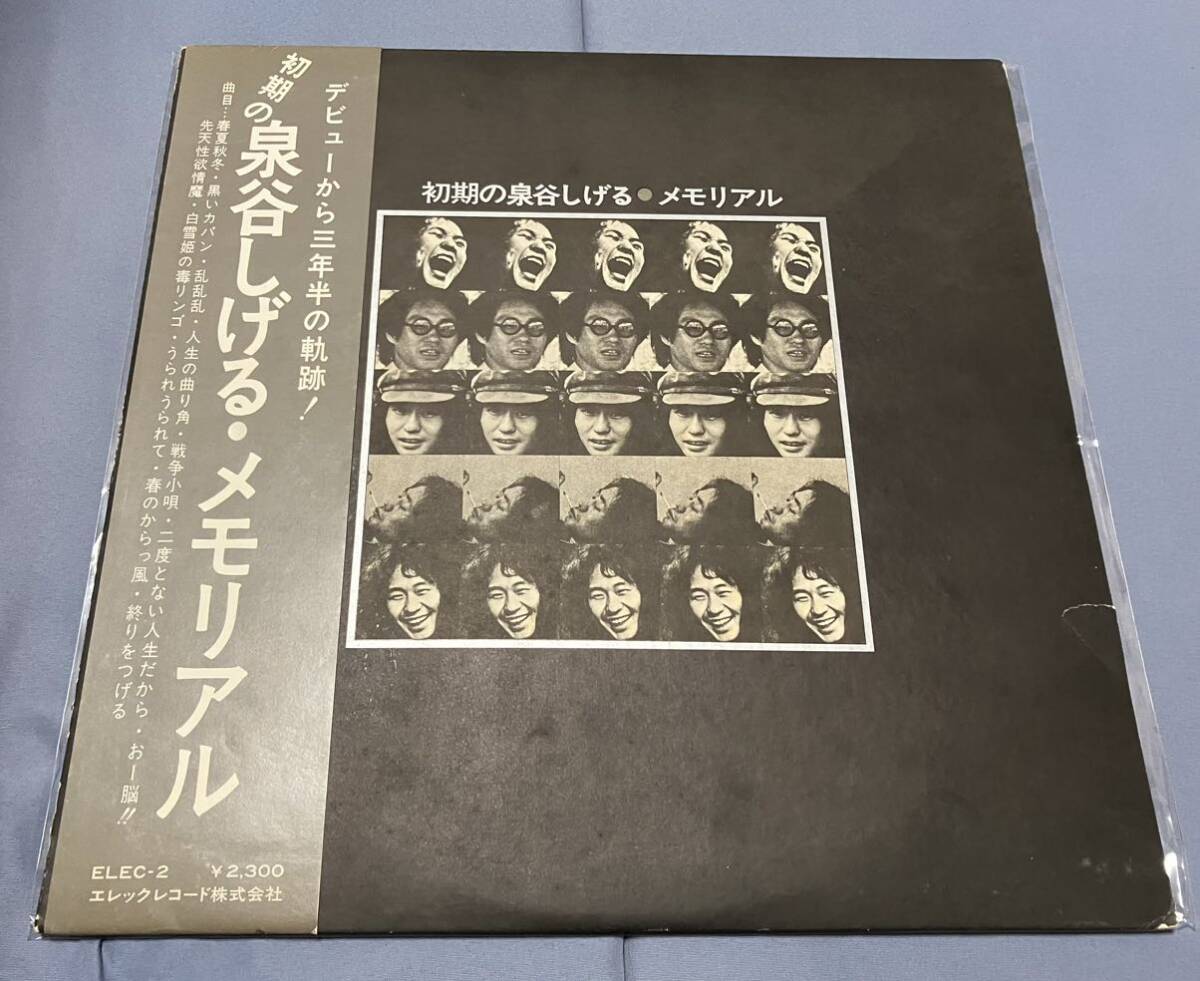 デビューから三年半の軌跡!
初期の泉谷しげる・メモリアル
曲目…春夏秋冬・黒いカバン・乱乱乱・人生の曲り角・戦争小唄・二度とない人生だから・おー脳!!
先天性欲情魔・白雪姫の毒リンゴ・うられうられて・春のからっ風・終りをつげる
ELEC-2 ¥2,300
エレックレコード株式会社
初期の泉谷しげる●メモリアル